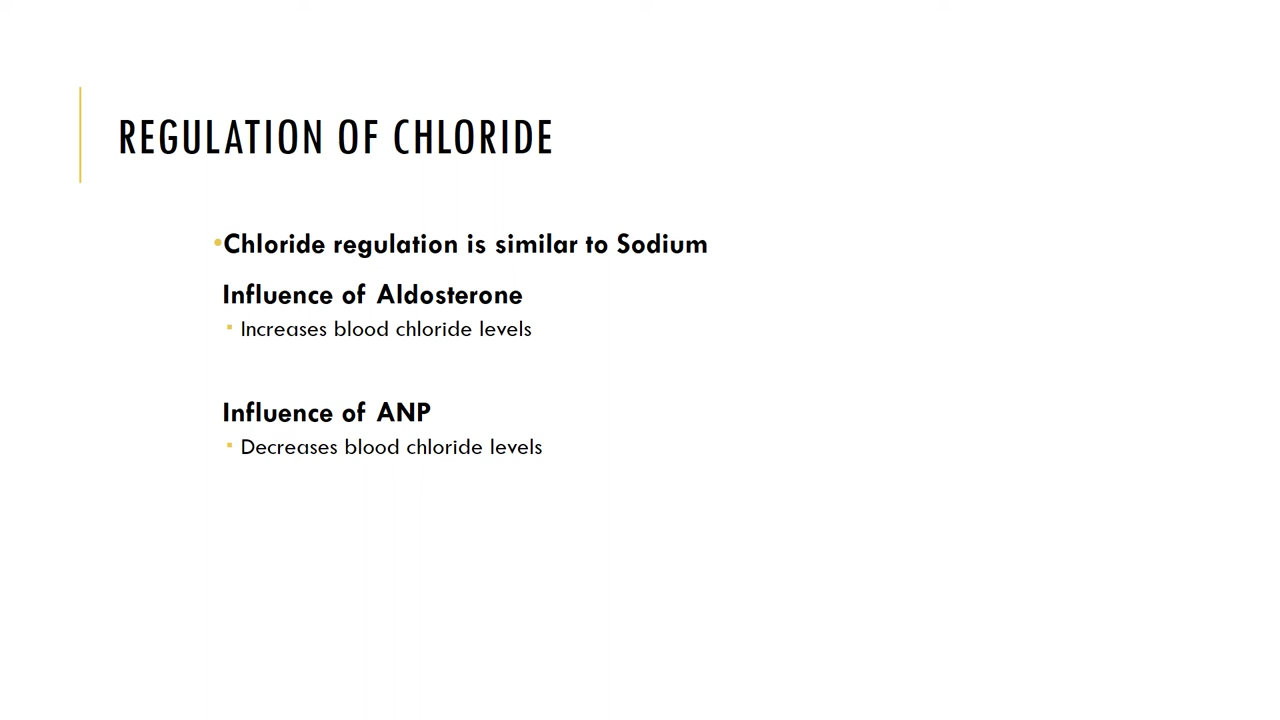 REGULATION OF CHLORIDE
•Chloride regulation is similar to Sodium
Influence of Aldosterone
▪ Increases blood chloride levels
Influence of ANP
▪ Decreases blood chloride levels